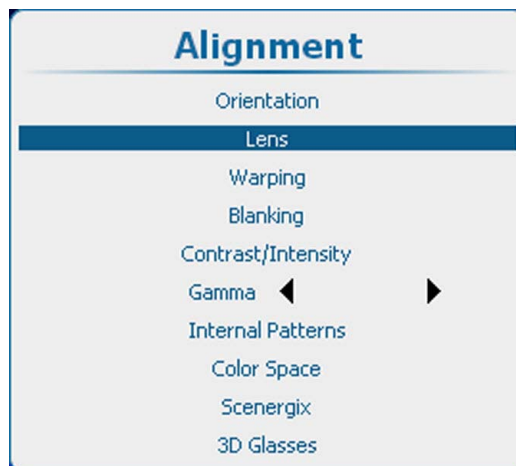 Alignment
Orientation
Lens
Warping
Blanking
Contrast/Intensity
Gamma
Internal Patterns
Color Space
Scenergix
3D Glasses